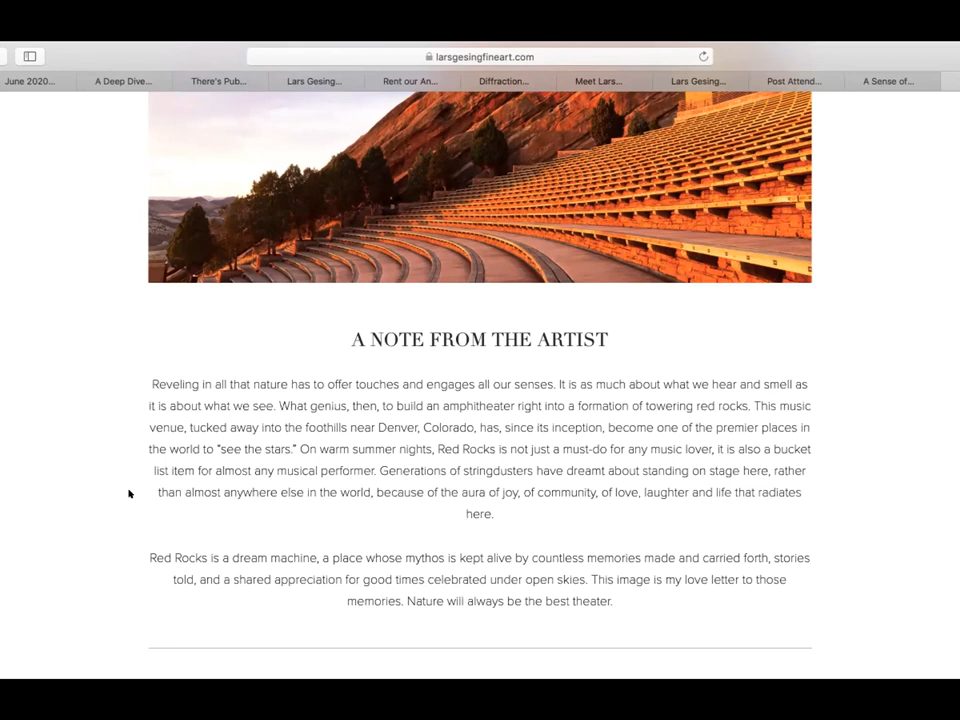 larsgesingfineart.com
June 2020...
A Deep Dive...
There's Pub...
Lars Gesing...
Rent our An...
Diffraction...
Meet Lars...
Lars Gesing...
Post Attend...
A Sense of...
A NOTE FROM THE ARTIST
Reveling in all that nature has to offer touches and engages all our senses. It is as much about what we hear and smell as
it is about what we see. What genius, then, to build an amphitheater right into a formation of towering red rocks. This music
venue, tucked away into the foothills near Denver, Colorado, has, since its inception, become one of the premier places in
the world to “see the stars.” On warm summer nights, Red Rocks is not just a must-do for any music lover, it is also a bucket
list item for almost any musical performer. Generations of stringdusters have dreamt about standing on stage here, rather
than almost anywhere else in the world, because of the aura of joy, of community, of love, laughter and life that radiates
here.
Red Rocks is a dream machine, a place whose mythos is kept alive by countless memories made and carried forth, stories
told, and a shared appreciation for good times celebrated under open skies. This image is my love letter to those
memories. Nature will always be the best theater.